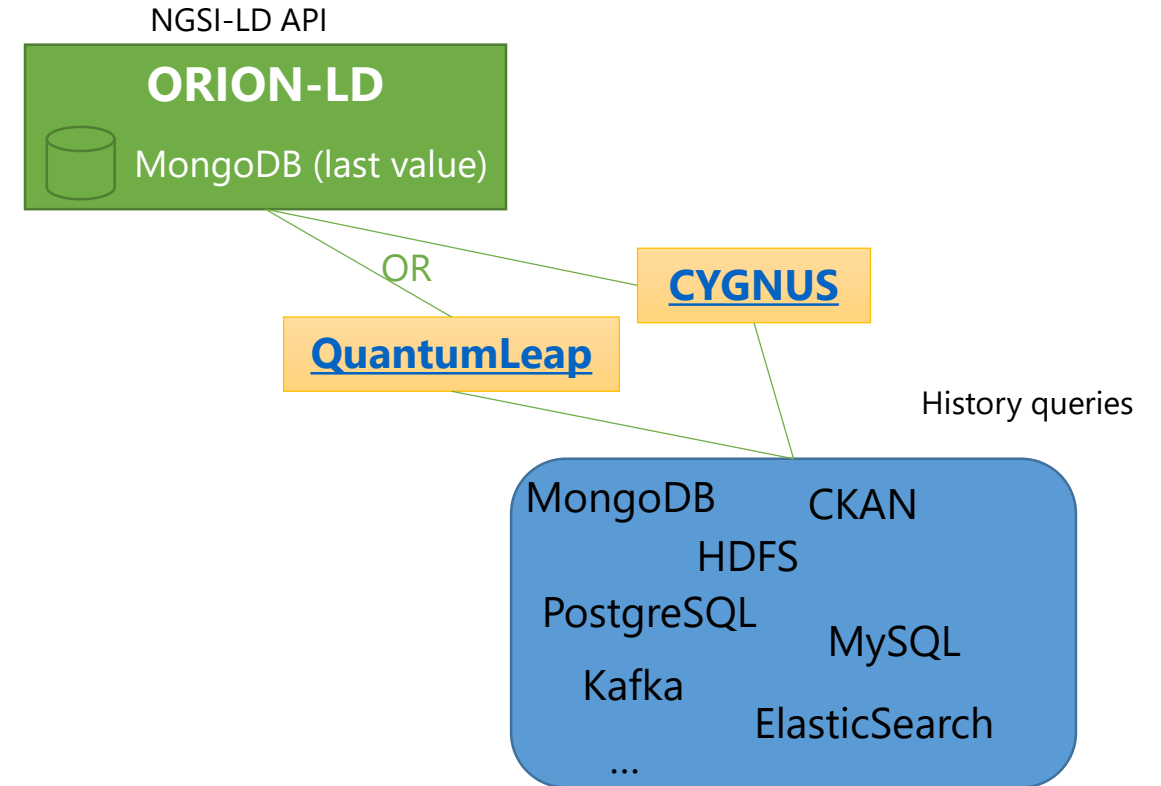 NGSI-LD API
ORION-LD
MongoDB (last value)
OR
CYGNUS
QuantumLeap
History queries
MongoDB
CKAN
HDFS
PostgreSQL
MySQL
Kafka
ElasticSearch
...